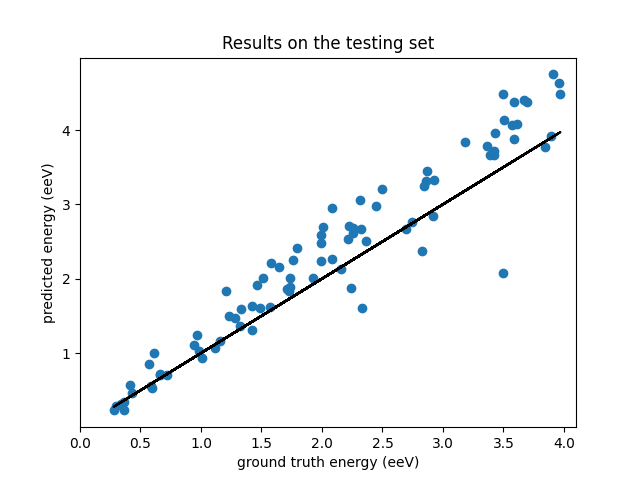 Results on the testing set
predicted energy (eeV)
4
3
2
1
0.0 0.5 1.0 1.5 2.0 2.5 3.0 3.5 4.0
ground truth energy (eeV)